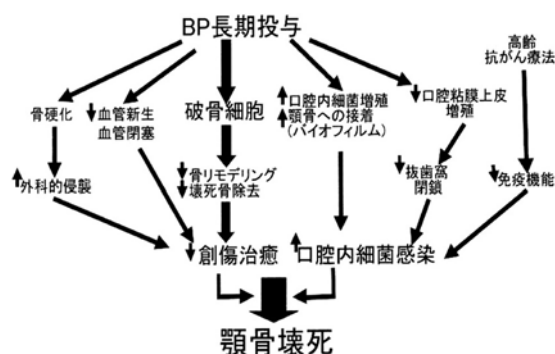 BP長期投与
高齢
抗がん療法
骨硬化
血管新生
血管閉塞
破骨細胞
口腔内細菌増殖
顎骨への接着
(バイオフィルム)
口腔粘膜上皮
増殖
外科的侵襲
骨リモデリング
壊死骨除去
抜歯窩
閉鎖
免疫機能
創傷治癒
口腔内細菌感染
顎骨壊死